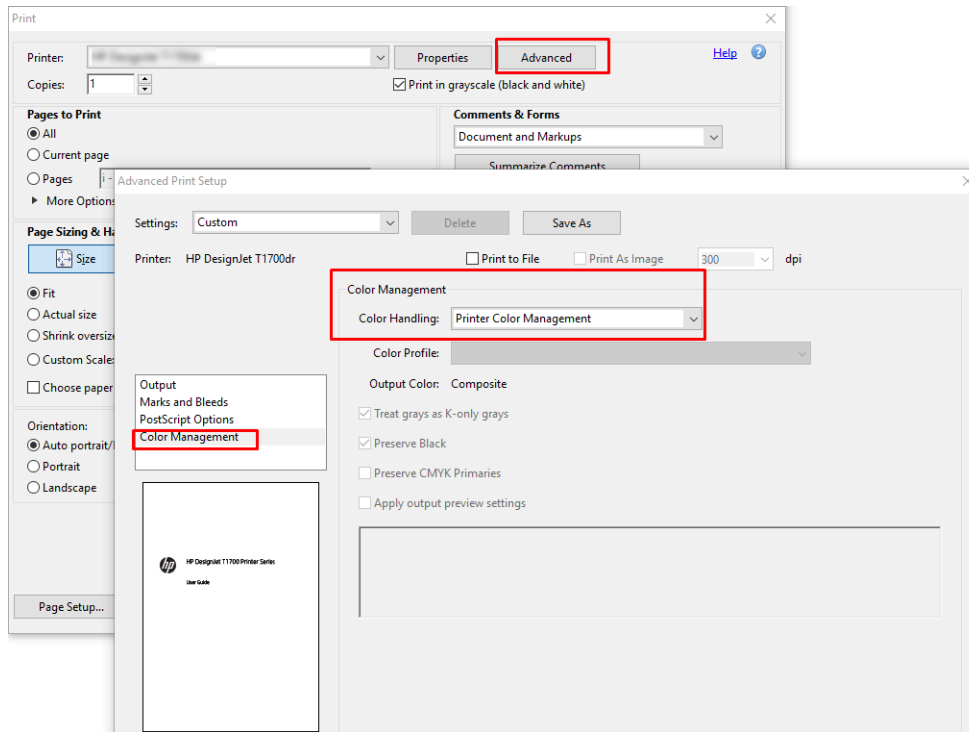 Print
Printer:
Properties
Advanced
Help
Copies:
1
Print in grayscale (black and white)
Pages to Print
All
Current page
Pages
i -
More Options
Comments & Forms
Document and Markups
Summarize Comments
Page Sizing & Ha
Size
Fit
Actual size
Shrink oversize
Custom Scale:
Choose paper
Orientation:
Auto portrait/l
Portrait
Landscape
Page Setup...
Advanced Print Setup
Settings:
Custom
Delete
Save As
Printer:
HP DesignJet T1700dr
Print to File
Print As Image
300
dpi
Color Management
Color Handling:
Printer Color Management
Color Profile:
Output Color:
Composite
Treat grays as K-only grays
Preserve Black
Preserve CMYK Primaries
Apply output preview settings
Output
Marks and Bleeds
PostScript Options
Color Management
hp
HP DesignJet T1700 Printer Series
User Guide